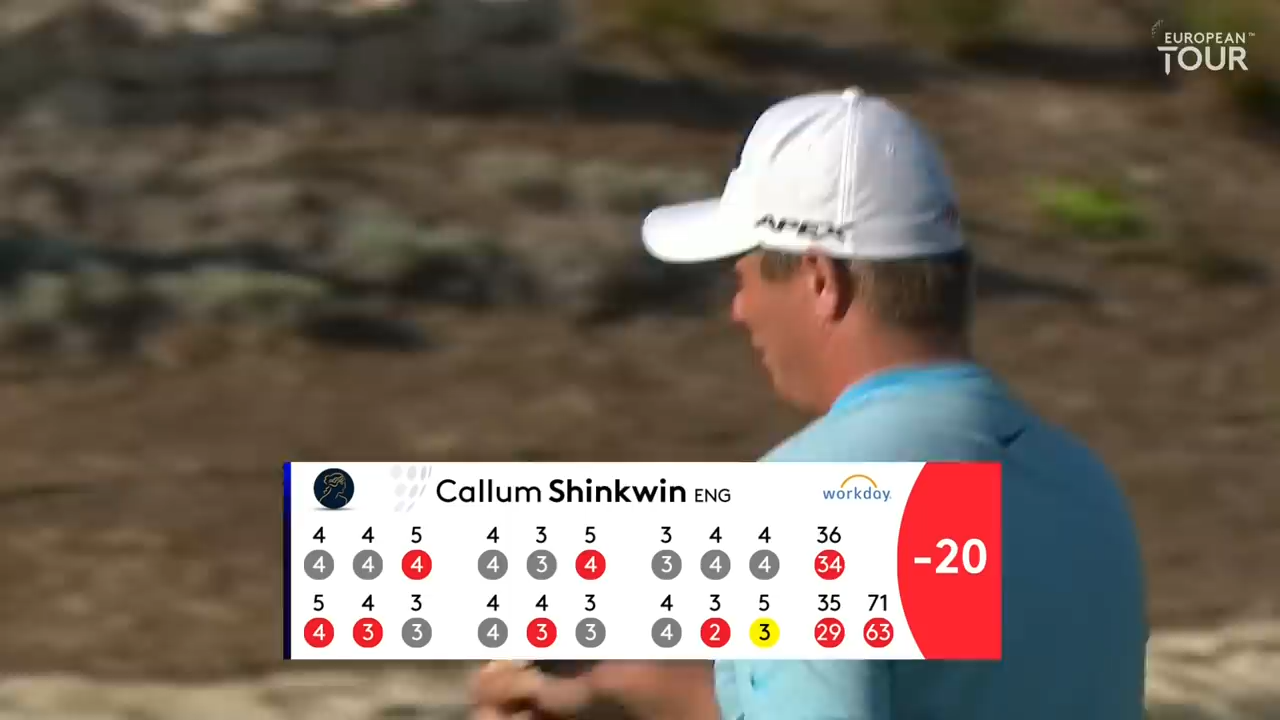 EUROPEAN™
TOUR
APEX
Callum Shinkwin ENG
workday.
4 4 5 4 3 5 3 4 4 36
4 4 4 4 3 4 3 4 4 34
-20
5 4 3 4 4 3 4 3 5 35 71
4 3 3 4 3 3 4 2 3 29 63